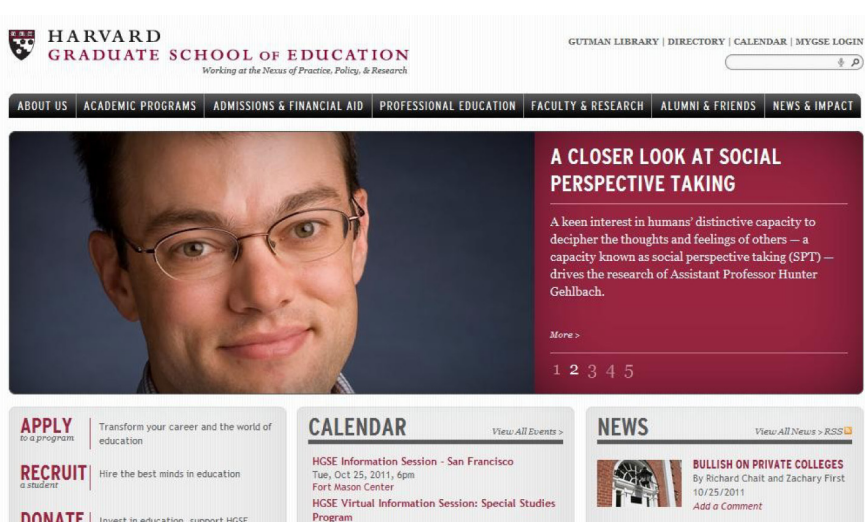 HARVARD
GRADUATE SCHOOL OF EDUCATION
Working at the Nexus of Practice, Policy, & Research
GUTMAN LIBRARY | DIRECTORY | CALENDAR | MYGSE LOGIN
ABOUT US ACADEMIC PROGRAMS ADMISSIONS & FINANCIAL AID PROFESSIONAL EDUCATION FACULTY & RESEARCH ALUMNI & FRIENDS NEWS & IMPACT
A CLOSER LOOK AT SOCIAL
PERSPECTIVE TAKING
A keen interest in humans' distinctive capacity to
decipher the thoughts and feelings of others — a
capacity known as social perspective taking (SPT) —
drives the research of Assistant Professor Hunter
Gehlbach.
More >
1 2 3 4 5
APPLY
to a program
Transform your career and the world of
education
RECRUIT
a student
Hire the best minds in education
DONATE
Invest in education, support HGSE
CALENDAR
View All Events >
HGSE Information Session - San Francisco
Tue, Oct 25, 2011, 6pm
Fort Mason Center
HGSE Virtual Information Session: Special Studies
Program
NEWS
View All News > RSS
BULLISH ON PRIVATE COLLEGES
By Richard Chait and Zachary First
10/25/2011
Add a Comment